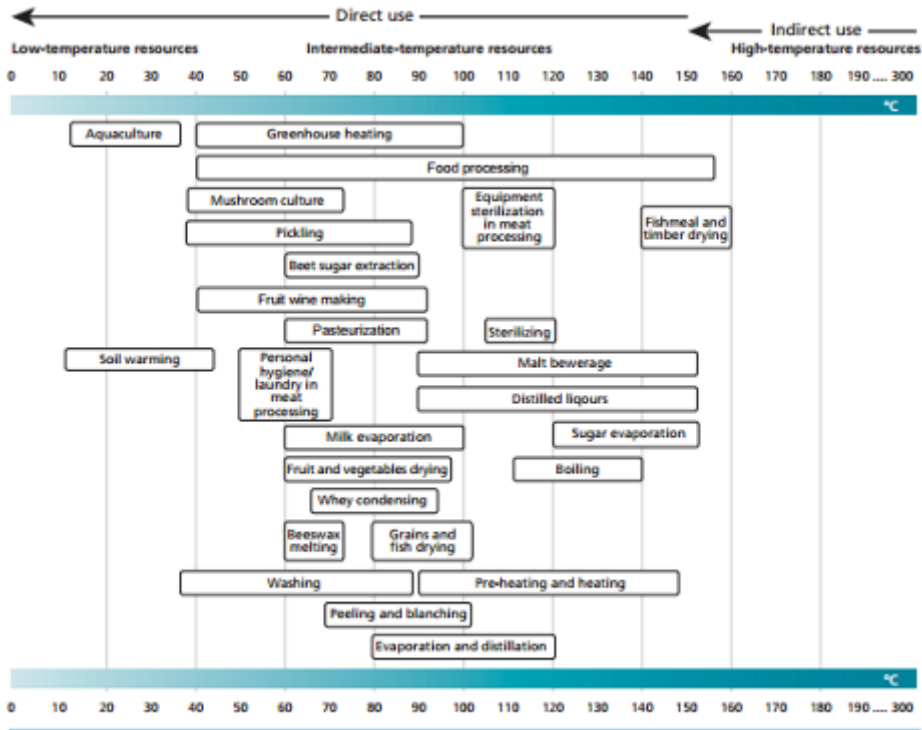 Direct use
Indirect use
Low-temperature resources Intermediate-temperature resources High-temperature resources
0 10 20 30 40 50 60 70 80 90 100 110 120 130 140 150 160 170 180 190 .... 300
°C
Aquaculture Greenhouse heating
Food processing
Mushroom culture
Equipment
sterilization
in meat
processing
Fishmeal and
timber drying
Pickling
Beet sugar extraction
Fruit wine making
Pasteurization Sterilizing
Soil warming
Personal
hygiene/
laundry in
meat
processing
Malt bewerage
Distilled liqours
Milk evaporation Sugar evaporation
Fruit and vegetables drying Boiling
Whey condensing
Beeswax
melting
Grains and
fish drying
Washing Pre-heating and heating
Peeling and blanching
Evaporation and distillation
°C
0 10 20 30 40 50 60 70 80 90 100 110 120 130 140 150 160 170 180 190 .... 300